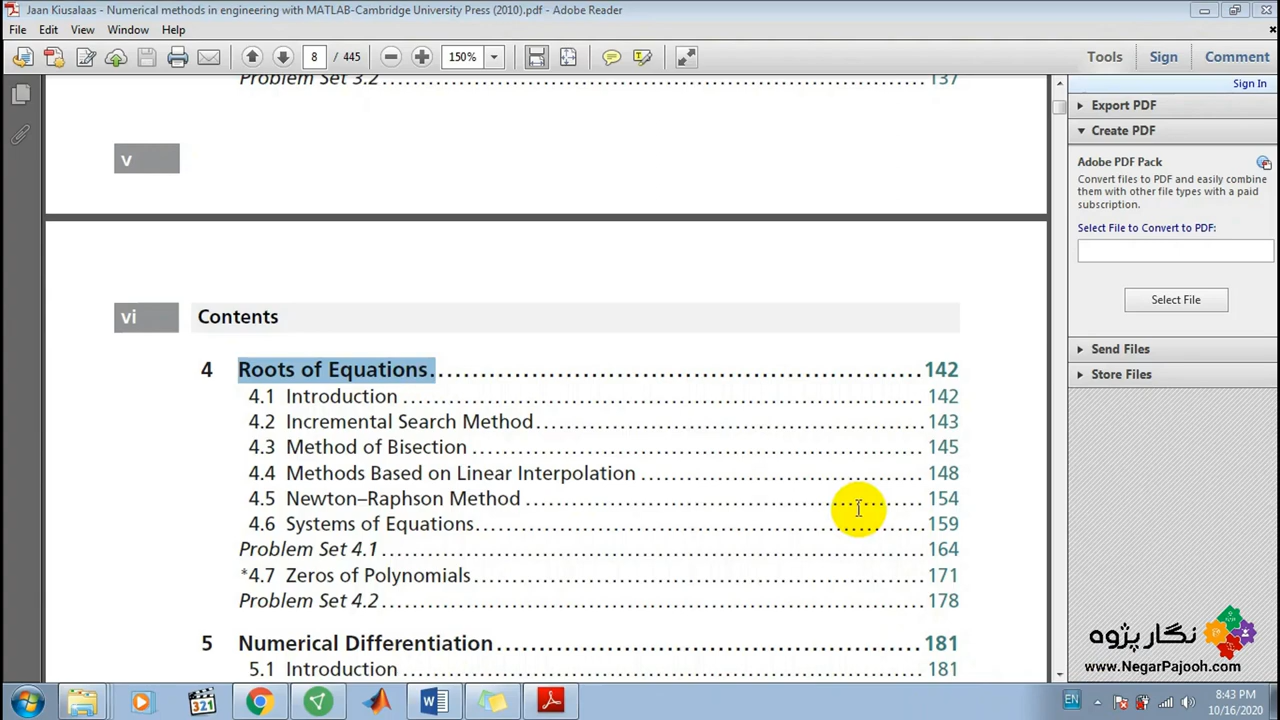 Jaan Kiusalaas - Numerical methods in engineering with MATLAB-Cambridge University Press (2010).pdf - Adobe Reader
File Edit View Window Help
8 / 445 150% Tools Sign Comment
Sign In
Problem Set 3.2 137
v
vi Contents
4 Roots of Equations 142
4.1 Introduction 142
4.2 Incremental Search Method 143
4.3 Method of Bisection 145
4.4 Methods Based on Linear Interpolation 148
4.5 Newton–Raphson Method 154
4.6 Systems of Equations 159
Problem Set 4.1 164
*4.7 Zeros of Polynomials 171
Problem Set 4.2 178
5 Numerical Differentiation 181
5.1 Introduction 181
Export PDF
Create PDF
Adobe PDF Pack
Convert files to PDF and easily combine
them with other file types with a paid
subscription.
Select File to Convert to PDF:
Select File
Send Files
Store Files
نگار پژوه
www.NegarPajooh.com
321
EN
8:43 PM
10/16/2020